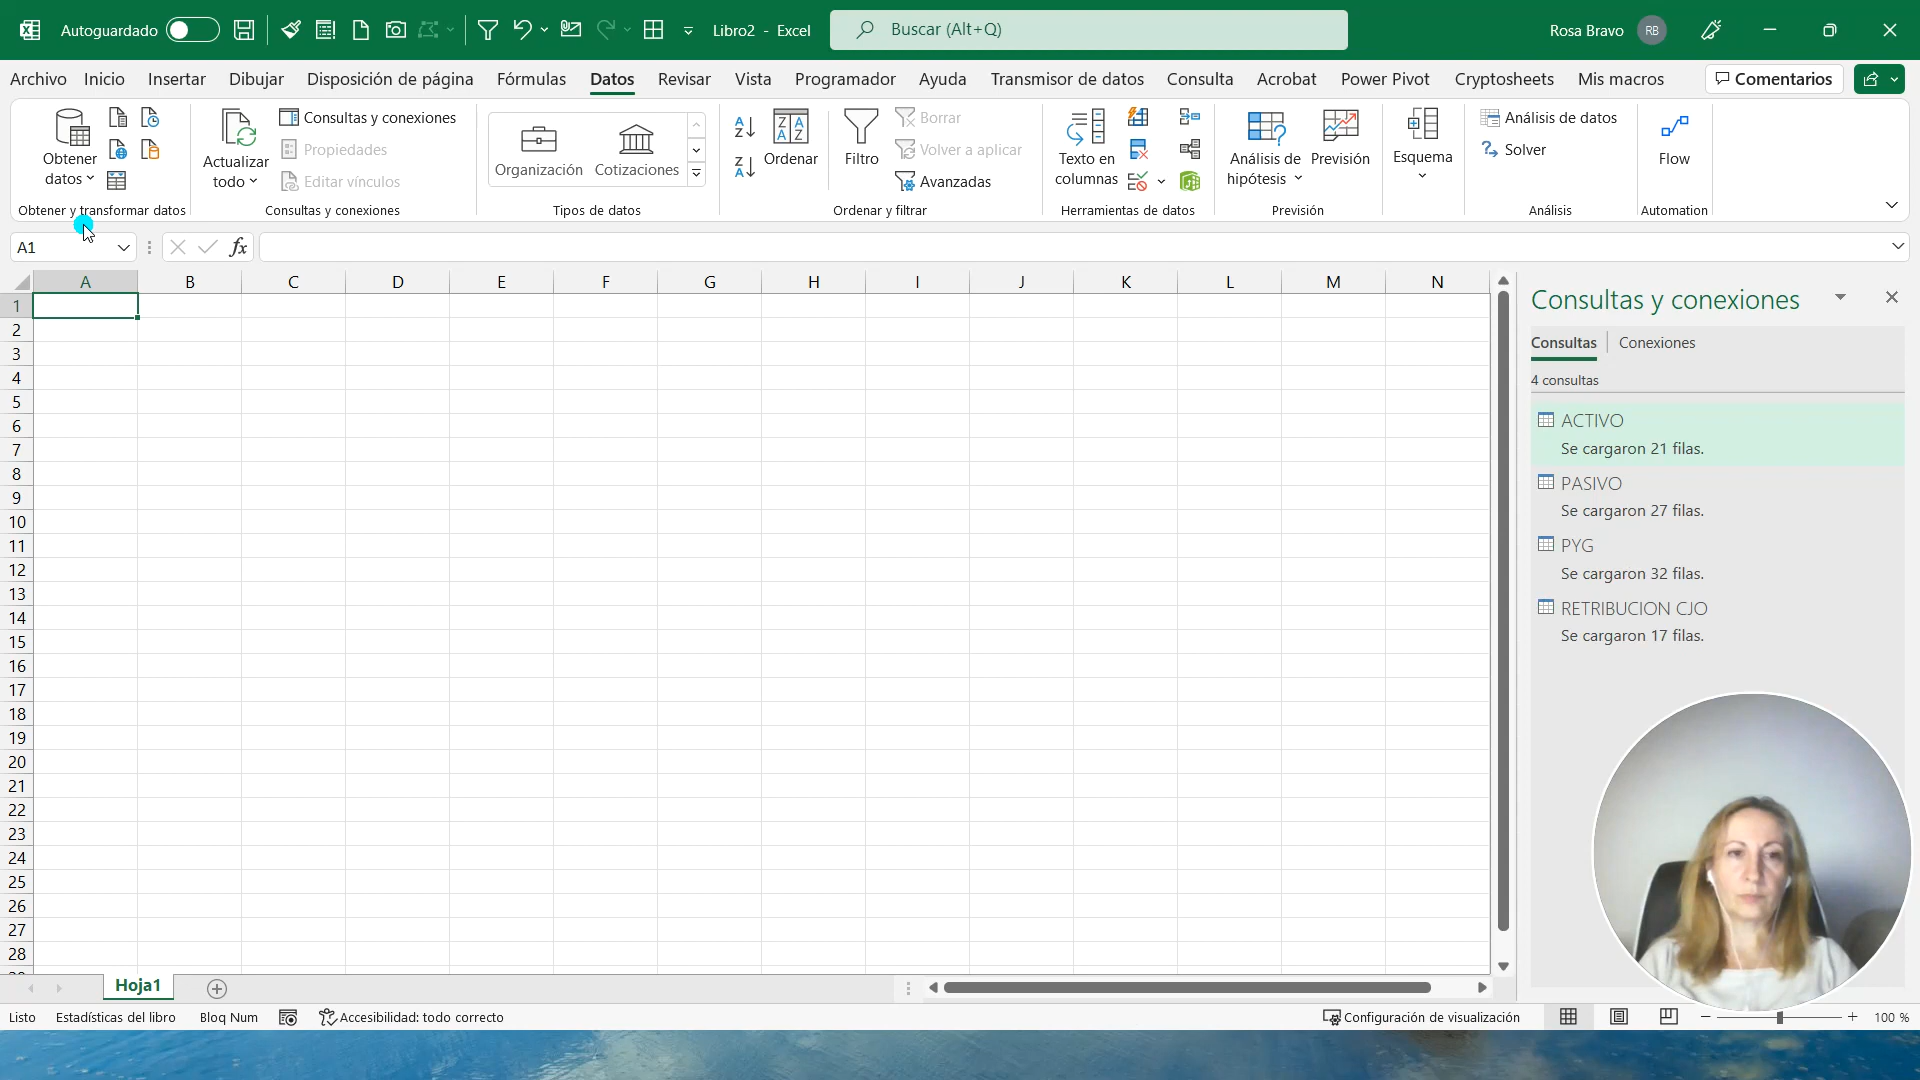 Autoguardado
Libro2 - Excel
Buscar (Alt+Q)
Rosa Bravo
RB
Archivo Inicio Insertar Dibujar Disposición de página Fórmulas Datos Revisar Vista Programador Ayuda Transmisor de datos Consulta Acrobat Power Pivot Cryptosheets Mis macros
Comentarios
Obtener
datos
Obtener y transformar datos
Actualizar
todo
Consultas y conexiones
Propiedades
Editar vínculos
Consultas y conexiones
Organización
Cotizaciones
Tipos de datos
Ordenar
Filtro
Borrar
Volver a aplicar
Avanzadas
Ordenar y filtrar
Texto en
columnas
Herramientas de datos
Análisis de
hipótesis
Previsión
Previsión
Esquema
Análisis de datos
Solver
Análisis
Flow
Automation
A1
fx
A B C D E F G H I J K L M N
1
2
3
4
5
6
7
8
9
10
11
12
13
14
15
16
17
18
19
20
21
22
23
24
25
26
27
28
Consultas y conexiones
Consultas
Conexiones
4 consultas
ACTIVO
Se cargaron 21 filas.
PASIVO
Se cargaron 27 filas.
PYG
Se cargaron 32 filas.
RETRIBUCION CJO
Se cargaron 17 filas.
Hoja1
Listo
Estadísticas del libro
Bloq Num
Accesibilidad: todo correcto
Configuración de visualización
100 %